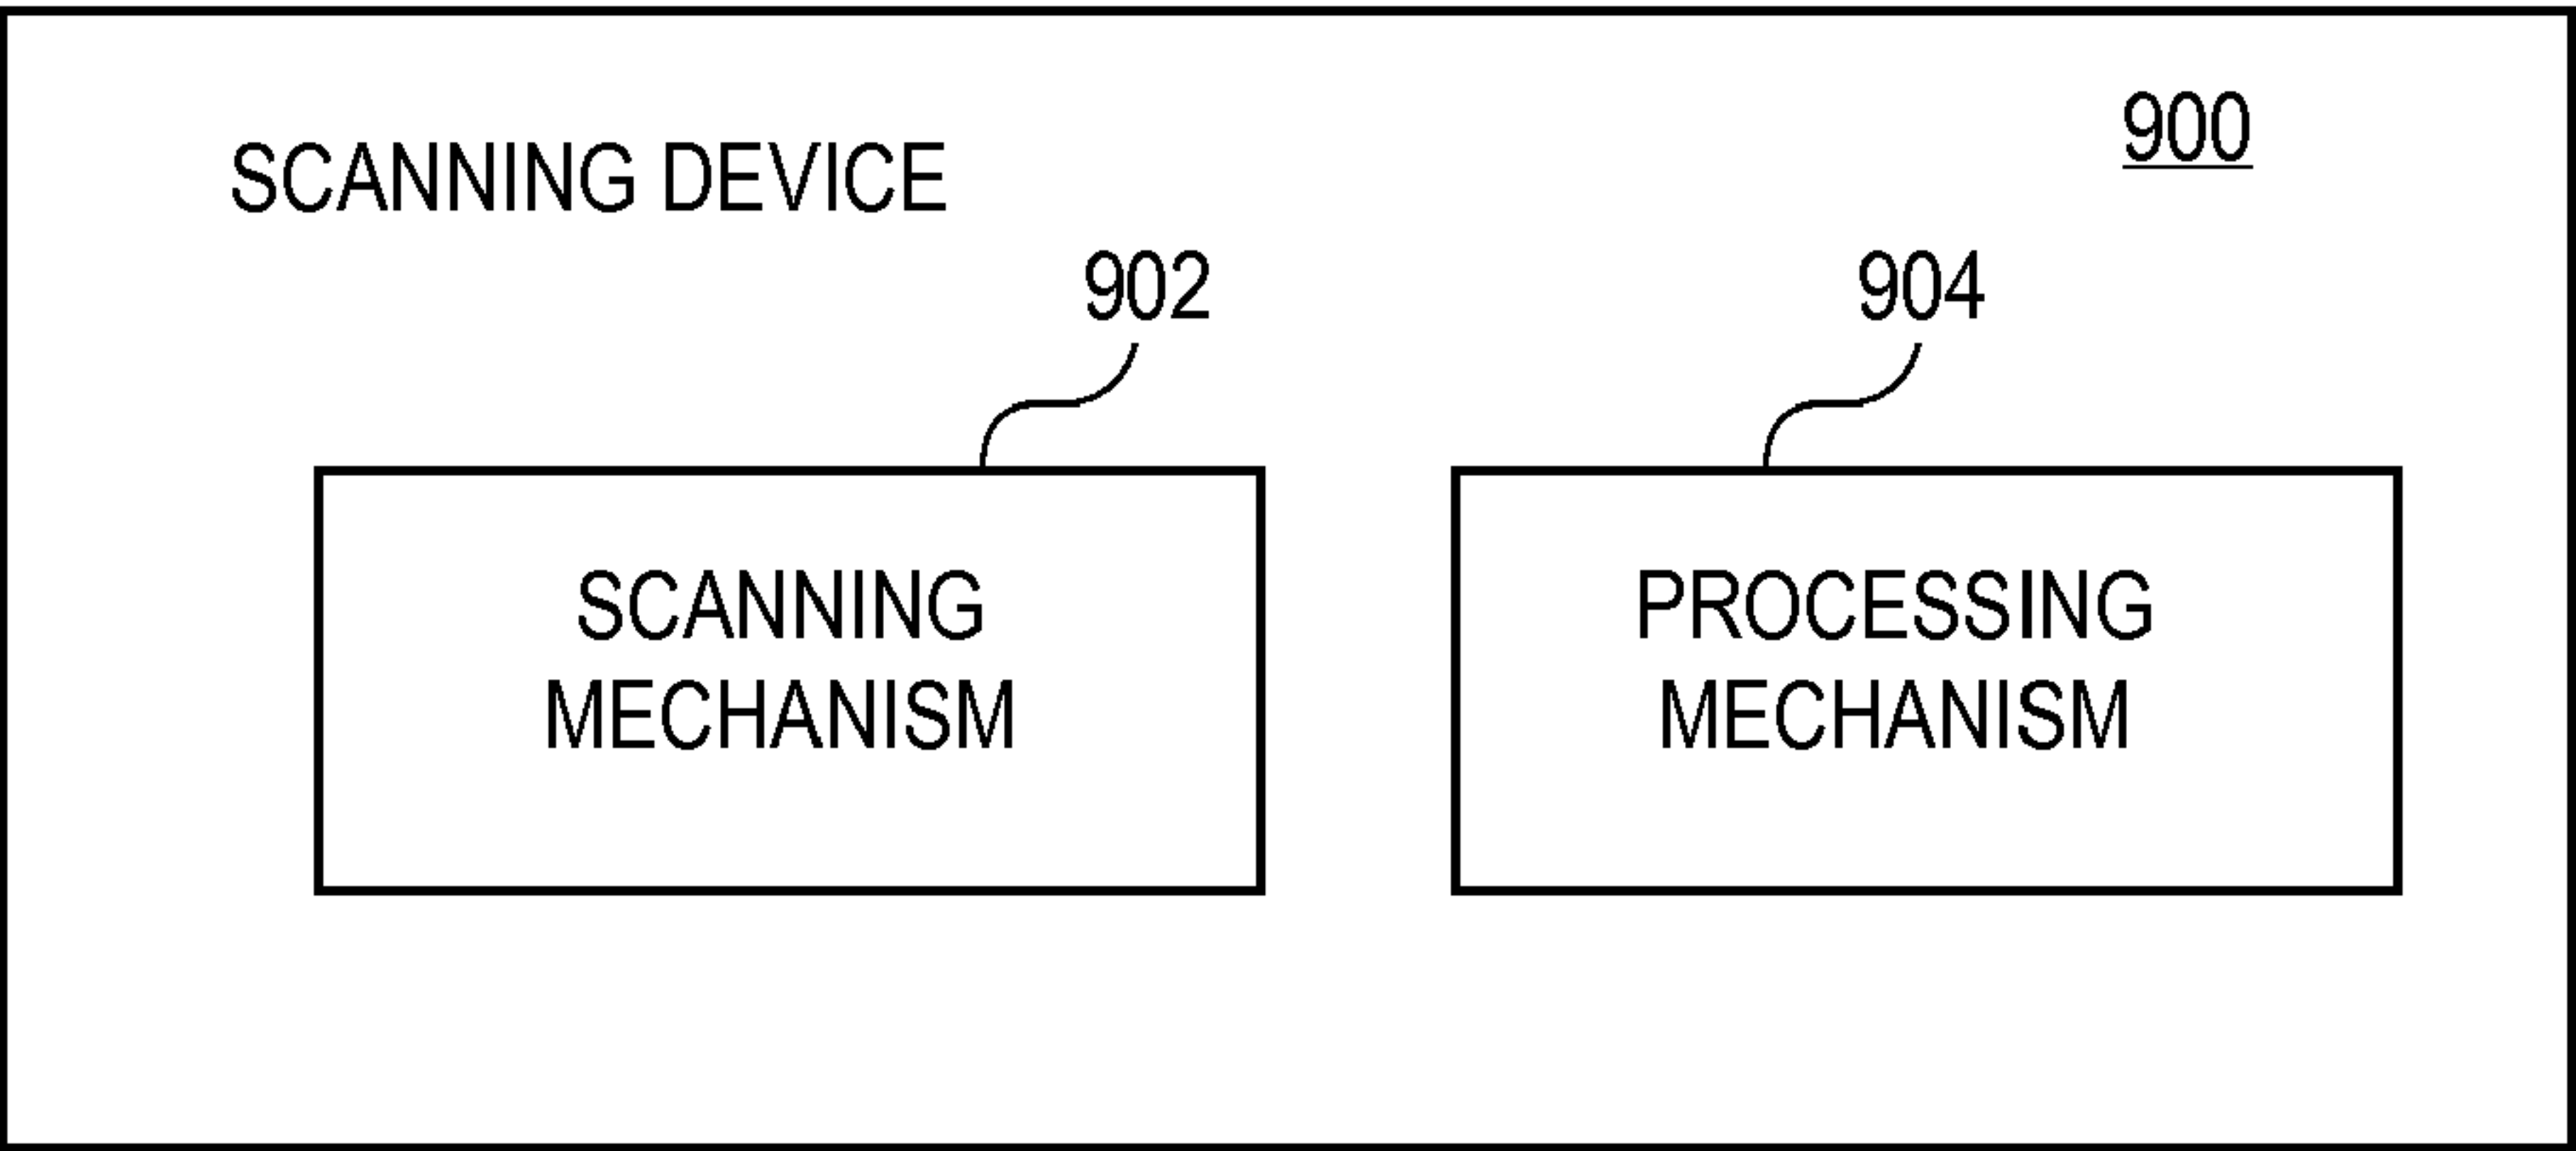 900
SCANNING DEVICE
902
904
SCANNING
MECHANISM
PROCESSING
MECHANISM